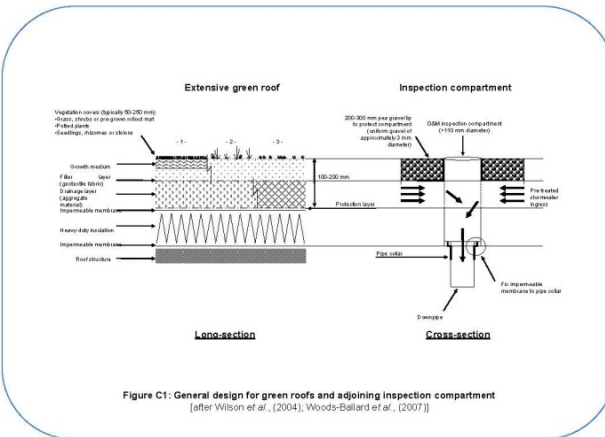 Extensive green roof
Vegetation covers (typically 50-250 mm)
•Grass, shrubs or pre grown rollout mat
•Potted plants
•Seedlings, rhizomes or stolons
- 1 -
- 2 -
- 3 -
Growth medium
Filter layer
(geotextile fabric)
Drainage layer
(aggregate
material)
Impermeable membrane
Heavy-duty insulation
Impermeable membrane
Roof structure
100-200 mm
Protection layer
Long-section
Inspection compartment
200-300 mm pea gravel tip
to protect compartment
(uniform gravel of
approximately 3 mm
diameter)
O&M inspection compartment
(>110 mm diameter)
Pre treated
stormwater
ingress
Pipe collar
Fix impermeable
membrane to pipe collar
Downpipe
Cross-section
Figure C1: General design for green roofs and adjoining inspection compartment
[after Wilson et al., (2004); Woods-Ballard et al., (2007)]